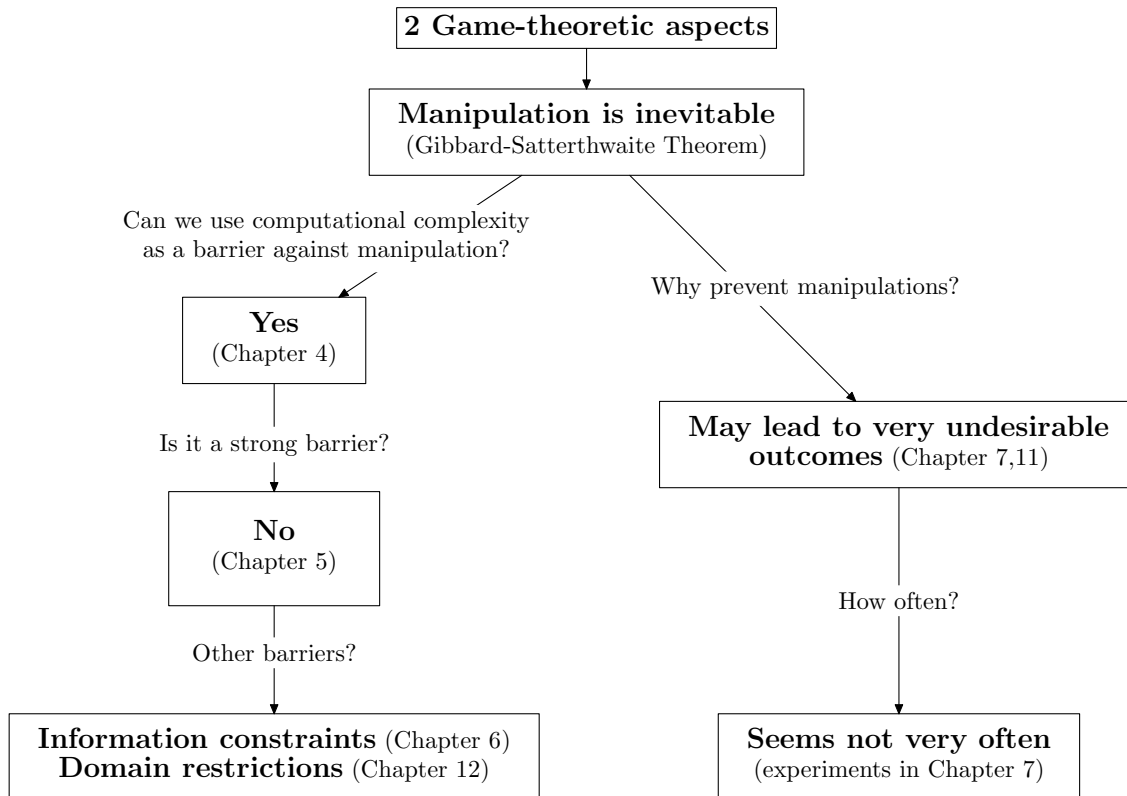 2 Game-theoretic aspects
Manipulation is inevitable
(Gibbard-Satterthwaite Theorem)
Can we use computational complexity
as a barrier against manipulation?
Why prevent manipulations?
Yes
(Chapter 4)
Is it a strong barrier?
May lead to very undesirable
outcomes (Chapter 7,11)
No
(Chapter 5)
How often?
Other barriers?
Information constraints (Chapter 6)
Domain restrictions (Chapter 12)
Seems not very often
(experiments in Chapter 7)